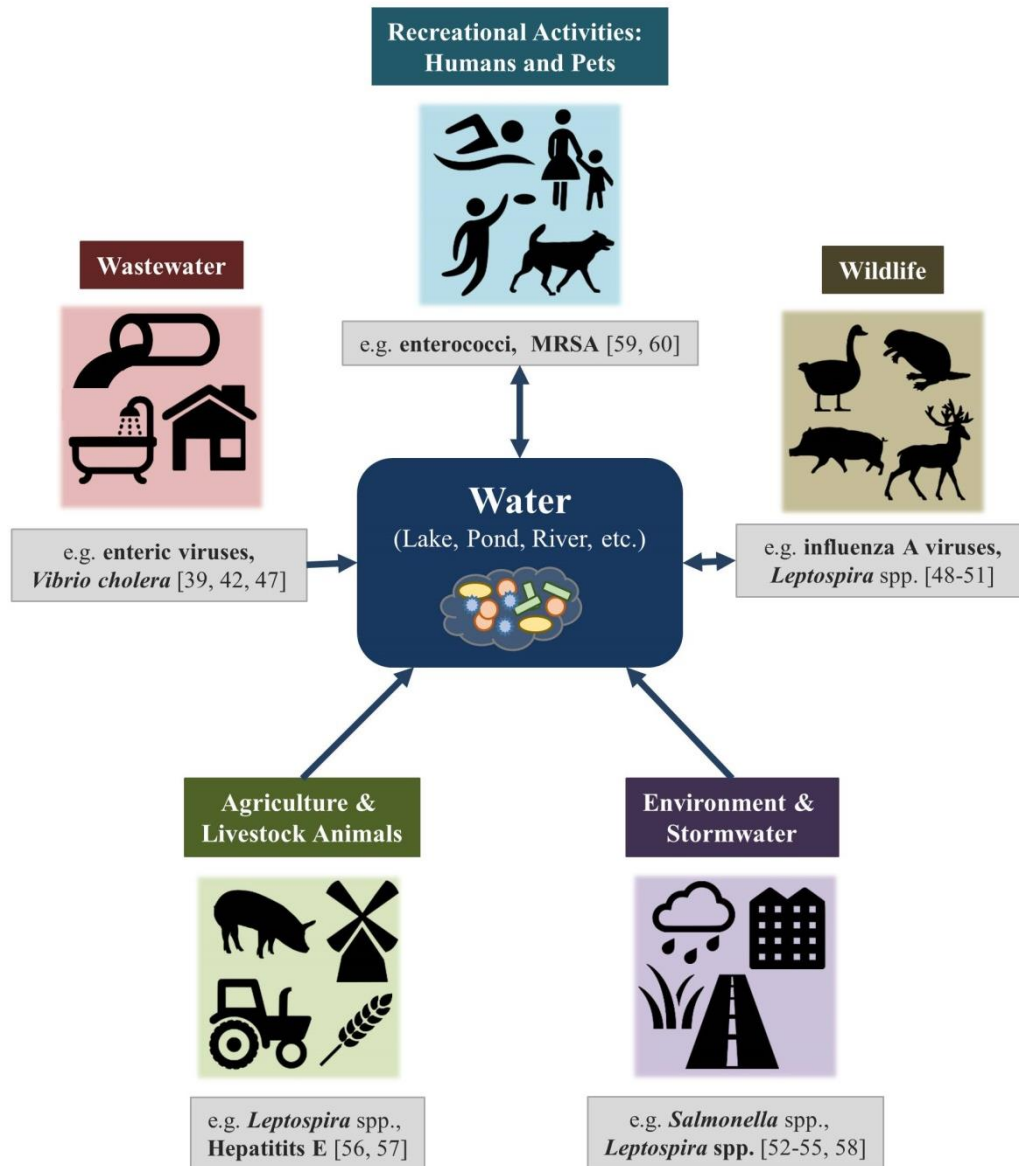 Recreational Activities:
Humans and Pets
e.g. enterococci, MRSA [59, 60]
Wastewater
e.g. enteric viruses,
Vibrio cholera [39, 42, 47]
Wildlife
e.g. influenza A viruses,
Leptospira spp. [48-51]
Water
(Lake, Pond, River, etc.)
Agriculture &
Livestock Animals
e.g. Leptospira spp.,
Hepatitits E [56, 57]
Environment &
Stormwater
e.g. Salmonella spp.,
Leptospira spp. [52-55, 58]